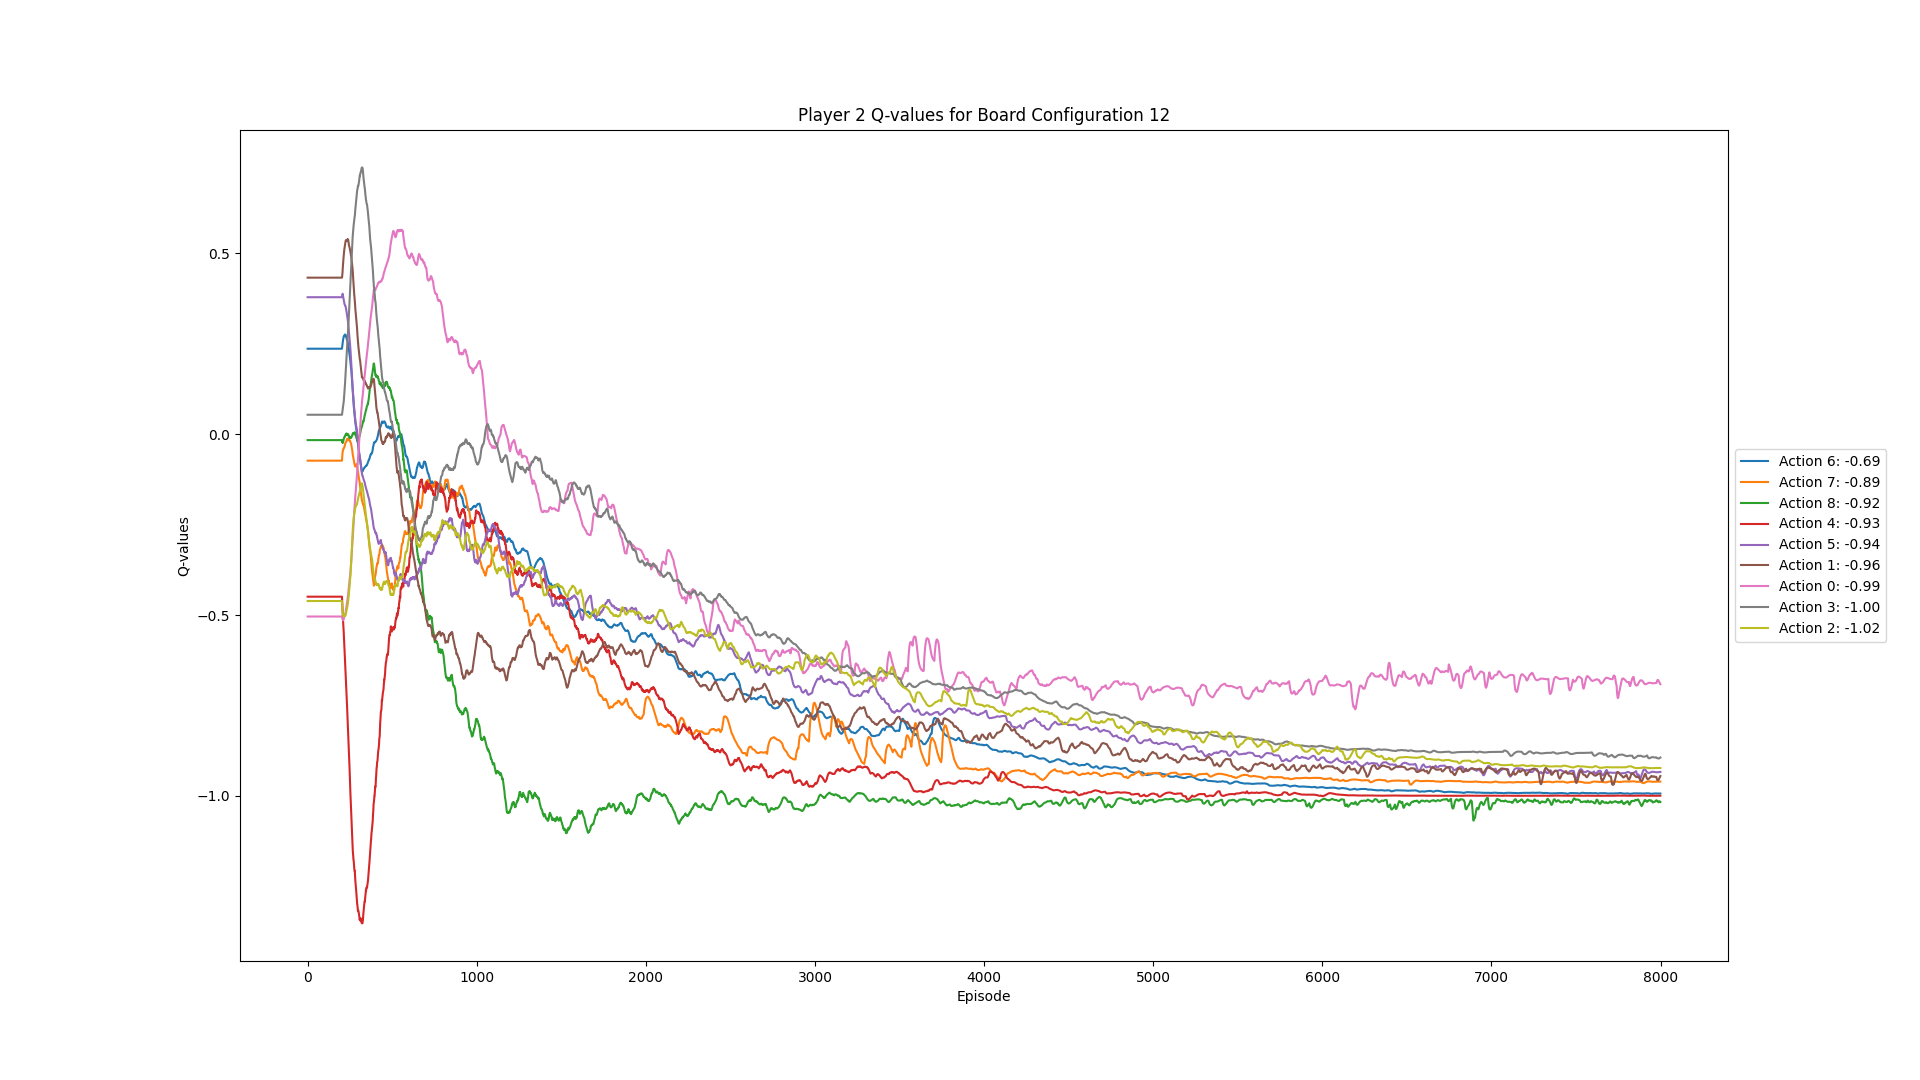 Player 2 Q-values for Board Configuration 12
Q-values
0.5
0.0
−0.5
−1.0
0
1000
2000
3000
4000
5000
6000
7000
8000
Episode
Action 6: -0.69
Action 7: -0.89
Action 8: -0.92
Action 4: -0.93
Action 5: -0.94
Action 1: -0.96
Action 0: -0.99
Action 3: -1.00
Action 2: -1.02